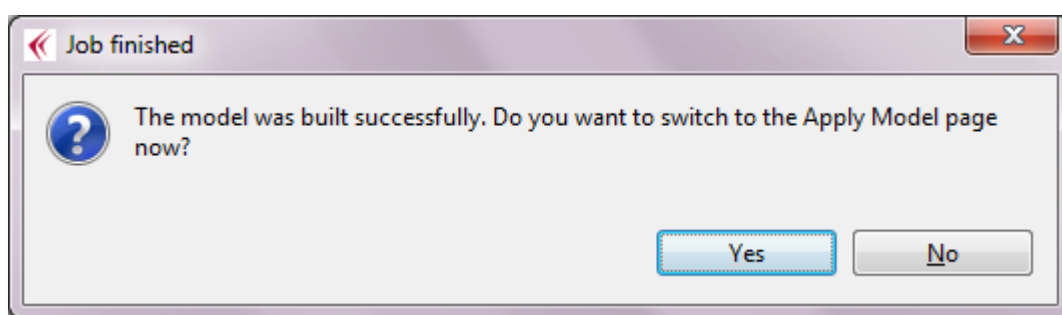 Job finished
The model was built successfully. Do you want to switch to the Apply Model page
now?
Yes
No